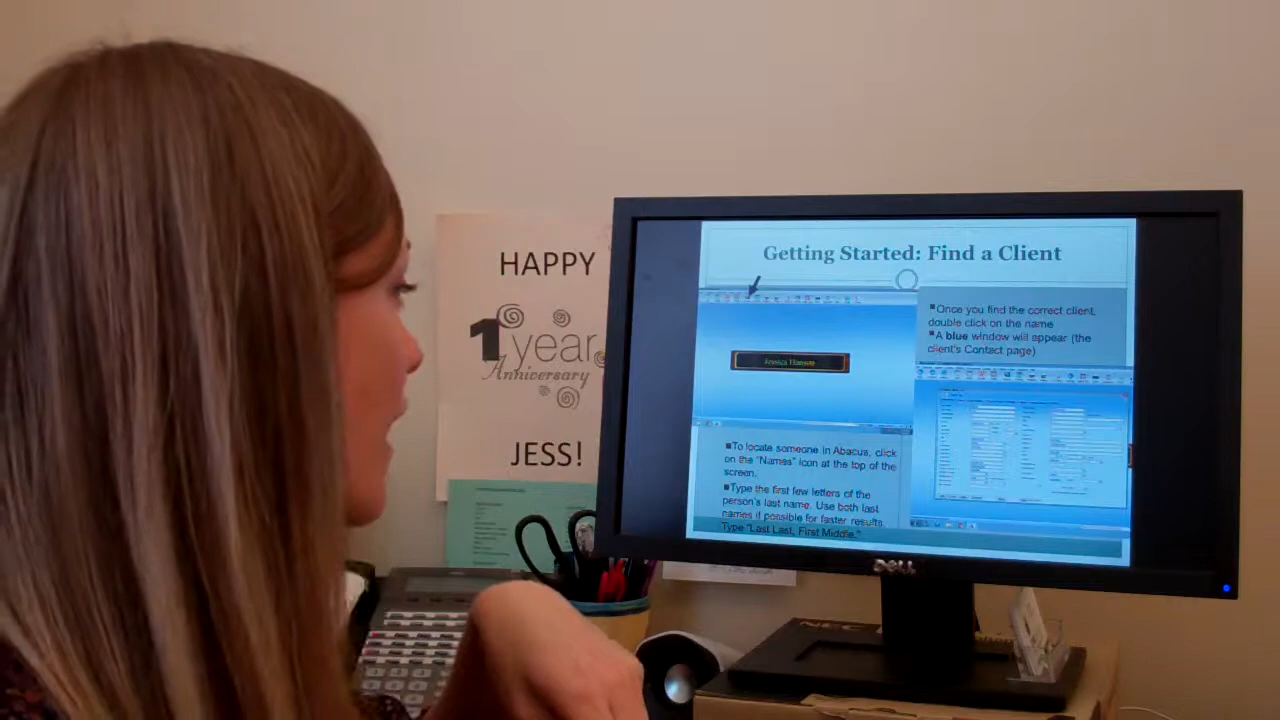 HAPPY
1 year
Anniversary
JESS!
Getting Started: Find a Client
Once you find the correct client,
double click on the name
A blue window will appear (the
client's Contact page)
To locate someone in Abacus, click
on the "Names" icon at the top of the
screen.
Type the first few letters of the
person's last name. Use both last
names if possible for faster results.
Type "Last Last, First Middle."
DELL
NEC